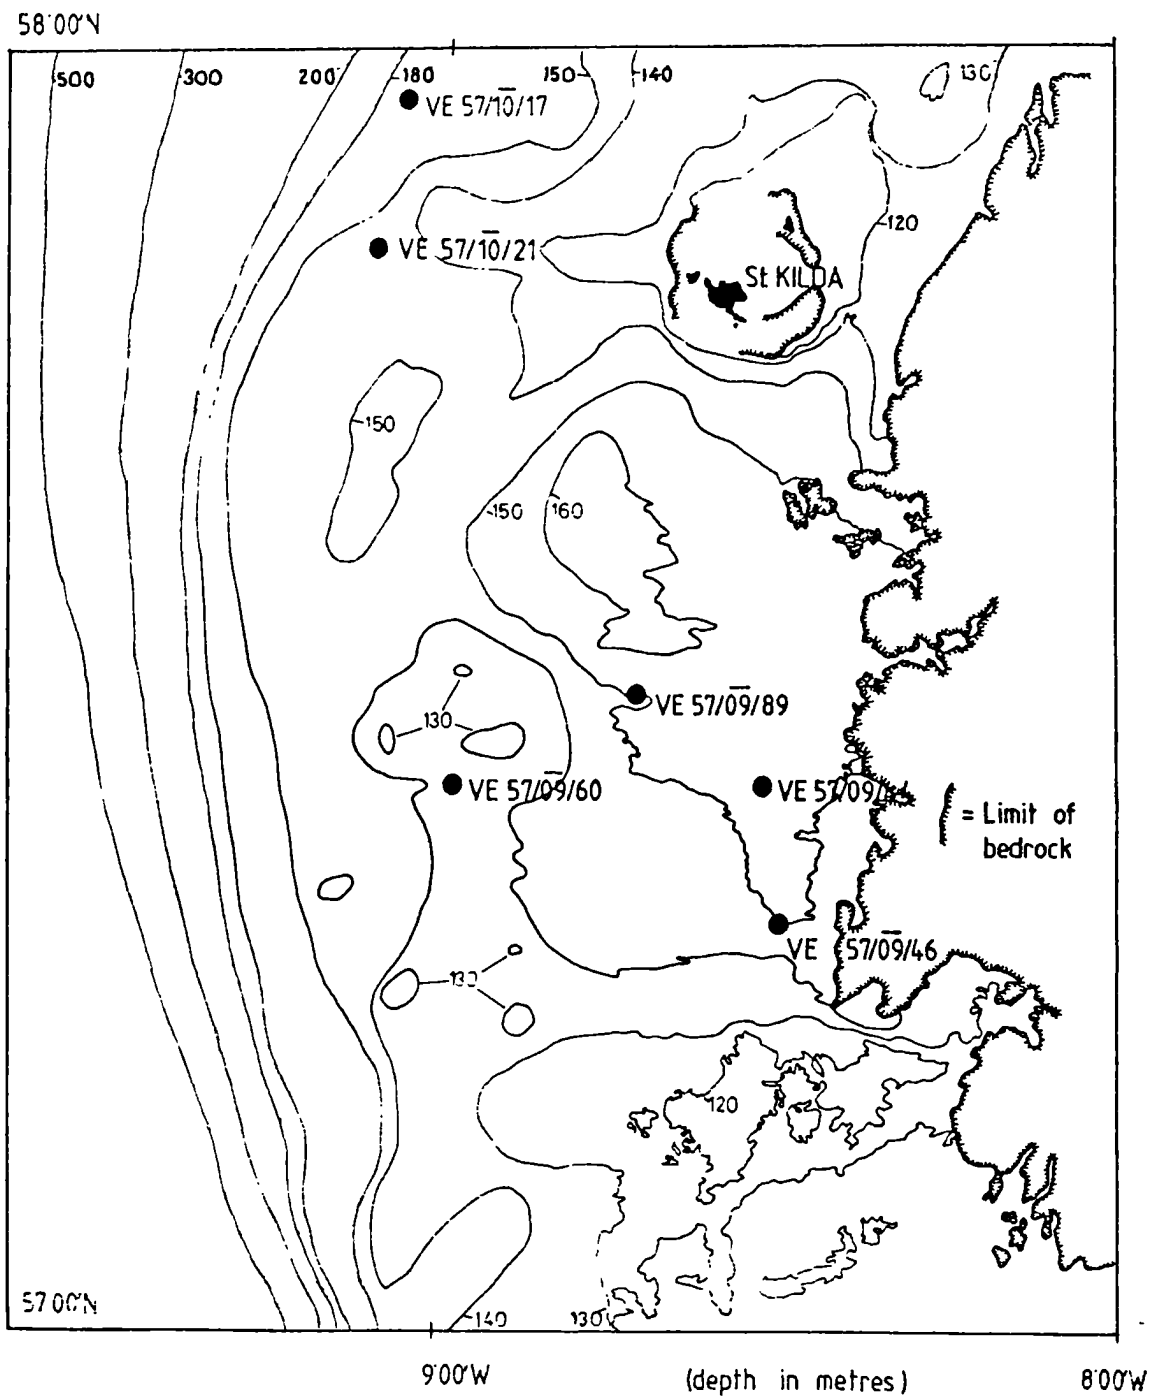 58°00'N
500 300 200 180 150 140 130
VE 57/10/17
120
VE 57/10/21
St KILDA
150
150 160
VE 57/09/89
130
VE 57/09/60
= Limit of
bedrock
VE 57/09/46
130
120
57°00'N
140 130
9°00'W (depth in metres) 8°00'W